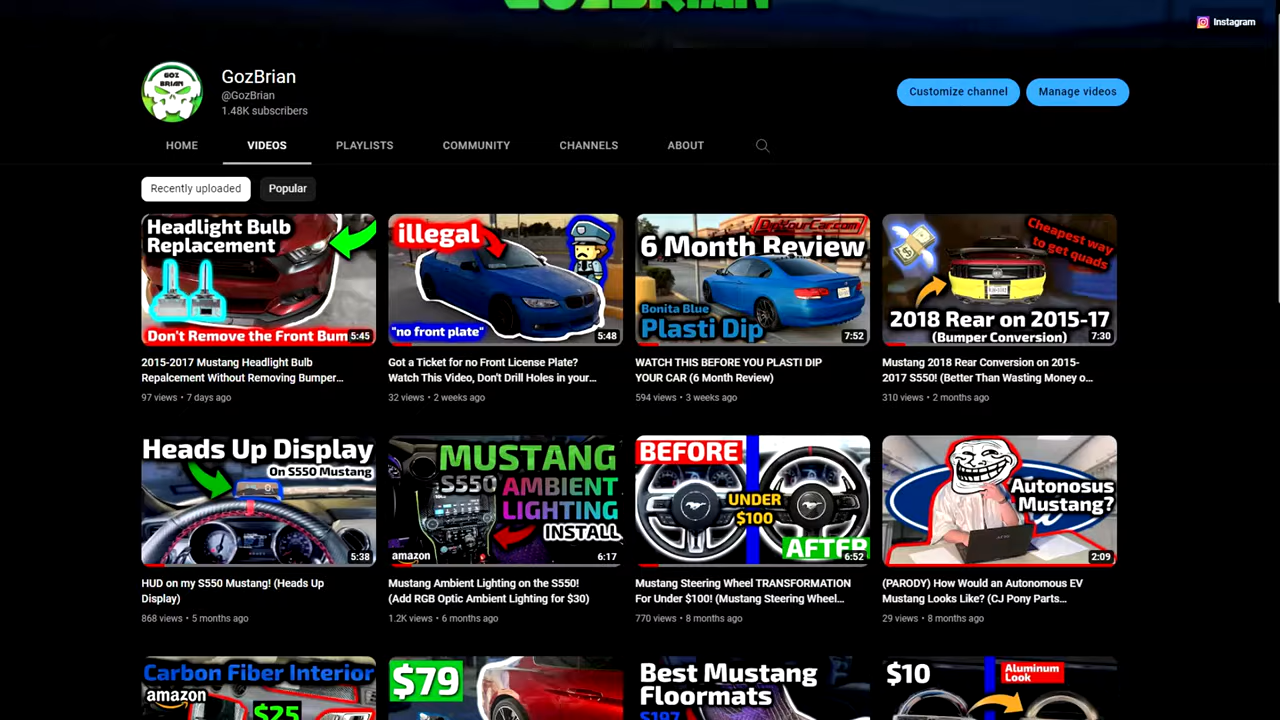 GOZBRIAN
Instagram
GOZ
BRIAN
GozBrian
@GozBrian
1.48K subscribers
Customize channel
Manage videos
HOME
VIDEOS
PLAYLISTS
COMMUNITY
CHANNELS
ABOUT
Recently uploaded
Popular
Headlight Bulb
Replacement
Don't Remove the Front Bum
5:45
2015-2017 Mustang Headlight Bulb
Repalcement Without Removing Bumper...
97 views • 7 days ago
illegal
"no front plate"
5:48
Got a Ticket for no Front License Plate?
Watch This Video, Don't Drill Holes in your...
32 views • 2 weeks ago
DipYourCar.com
6 Month Review
Bonita Blue
Plasti Dip
7:52
WATCH THIS BEFORE YOU PLASTI DIP
YOUR CAR (6 Month Review)
594 views • 3 weeks ago
Cheapest way
to get quads
2018 Rear on 2015-17
(Bumper Conversion)
7:30
Mustang 2018 Rear Conversion on 2015-
2017 S550! (Better Than Wasting Money o...
310 views • 2 months ago
Heads Up Display
On S550 Mustang
5:38
HUD on my S550 Mustang! (Heads Up
Display)
868 views • 5 months ago
MUSTANG
S550 AMBIENT
LIGHTING
INSTALL
amazon
6:17
Mustang Ambient Lighting on the S550!
(Add RGB Optic Ambient Lighting for $30)
1.2K views • 6 months ago
BEFORE
UNDER
$100
AFTER
6:52
Mustang Steering Wheel TRANSFORMATION
For Under $100! (Mustang Steering Wheel...
770 views • 8 months ago
Autonosus
Mustang?
2:09
(PARODY) How Would an Autonomous EV
Mustang Looks Like? (CJ Pony Parts...
29 views • 8 months ago
Carbon Fiber Interior
amazon
$25
$79
Best Mustang
Floormats
$197
$10
Aluminum
Look